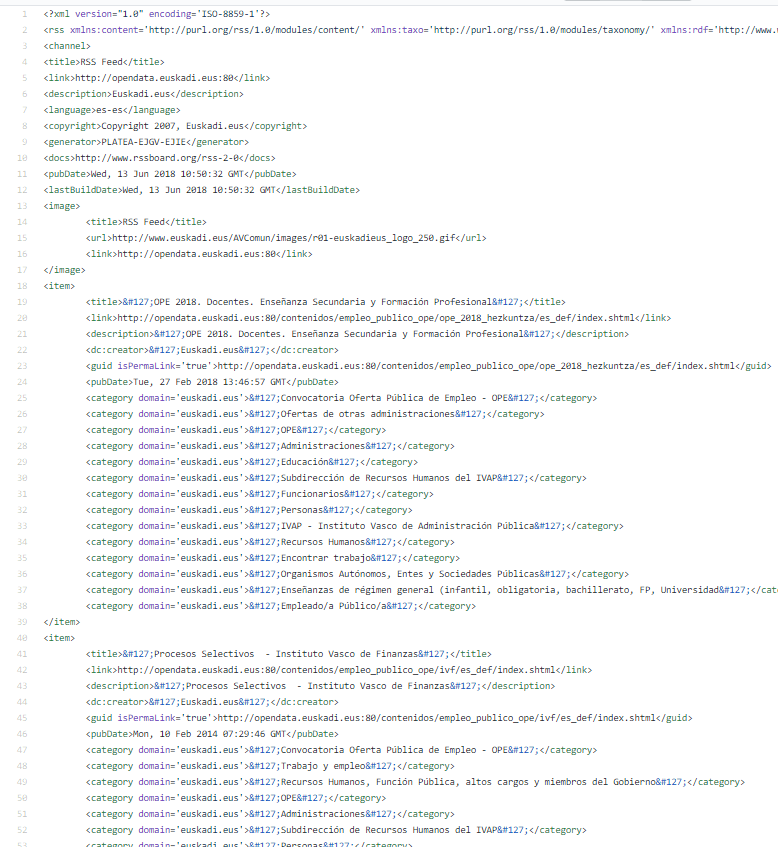 1 <?xml version="1.0" encoding='ISO-8859-1'?>
2 <rss xmlns:content='http://purl.org/rss/1.0/modules/content/' xmlns:taxo='http://purl.org/rss/1.0/modules/taxonomy/' xmlns:rdf='http://www.
3 <channel>
4 <title>RSS Feed</title>
5 <link>http://opendata.euskadi.eus:80</link>
6 <description>Euskadi.eus</description>
7 <language>es-es</language>
8 <copyright>Copyright 2007, Euskadi.eus</copyright>
9 <generator>PLATEA-EJGV-EJIE</generator>
10 <docs>http://www.rssboard.org/rss-2-0</docs>
11 <pubDate>Wed, 13 Jun 2018 10:50:32 GMT</pubDate>
12 <lastBuildDate>Wed, 13 Jun 2018 10:50:32 GMT</lastBuildDate>
13 <image>
14 <title>RSS Feed</title>
15 <url>http://www.euskadi.eus/AVComun/images/r01-euskadieus_logo_250.gif</url>
16 <link>http://opendata.euskadi.eus:80</link>
17 </image>
18 <item>
19 <title>&#127;OPE 2018. Docentes. Enseñanza Secundaria y Formación Profesional&#127;</title>
20 <link>http://opendata.euskadi.eus:80/contenidos/empleo_publico_ope/ope_2018_hezkuntza/es_def/index.shtml</link>
21 <description>&#127;OPE 2018. Docentes. Enseñanza Secundaria y Formación Profesional&#127;</description>
22 <dc:creator>&#127;Euskadi.eus&#127;</dc:creator>
23 <guid isPermaLink='true'>http://opendata.euskadi.eus:80/contenidos/empleo_publico_ope/ope_2018_hezkuntza/es_def/index.shtml</guid>
24 <pubDate>Tue, 27 Feb 2018 13:46:57 GMT</pubDate>
25 <category domain='euskadi.eus'>&#127;Convocatoria Oferta Pública de Empleo - OPE&#127;</category>
26 <category domain='euskadi.eus'>&#127;Ofertas de otras administraciones&#127;</category>
27 <category domain='euskadi.eus'>&#127;OPE&#127;</category>
28 <category domain='euskadi.eus'>&#127;Administraciones&#127;</category>
29 <category domain='euskadi.eus'>&#127;Educación&#127;</category>
30 <category domain='euskadi.eus'>&#127;Subdirección de Recursos Humanos del IVAP&#127;</category>
31 <category domain='euskadi.eus'>&#127;Funcionarios&#127;</category>
32 <category domain='euskadi.eus'>&#127;Personas&#127;</category>
33 <category domain='euskadi.eus'>&#127;IVAP - Instituto Vasco de Administración Pública&#127;</category>
34 <category domain='euskadi.eus'>&#127;Recursos Humanos&#127;</category>
35 <category domain='euskadi.eus'>&#127;Encontrar trabajo&#127;</category>
36 <category domain='euskadi.eus'>&#127;Organismos Autónomos, Entes y Sociedades Públicas&#127;</category>
37 <category domain='euskadi.eus'>&#127;Enseñanzas de régimen general (infantil, obligatoria, bachillerato, FP, Universidad&#127;</cat
38 <category domain='euskadi.eus'>&#127;Empleado/a Público/a&#127;</category>
39 </item>
40 <item>
41 <title>&#127;Procesos Selectivos  - Instituto Vasco de Finanzas&#127;</title>
42 <link>http://opendata.euskadi.eus:80/contenidos/empleo_publico_ope/ivf/es_def/index.shtml</link>
43 <description>&#127;Procesos Selectivos  - Instituto Vasco de Finanzas&#127;</description>
44 <dc:creator>&#127;Euskadi.eus&#127;</dc:creator>
45 <guid isPermaLink='true'>http://opendata.euskadi.eus:80/contenidos/empleo_publico_ope/ivf/es_def/index.shtml</guid>
46 <pubDate>Mon, 10 Feb 2014 07:29:46 GMT</pubDate>
47 <category domain='euskadi.eus'>&#127;Convocatoria Oferta Pública de Empleo - OPE&#127;</category>
48 <category domain='euskadi.eus'>&#127;Trabajo y empleo&#127;</category>
49 <category domain='euskadi.eus'>&#127;Recursos Humanos, Función Pública, altos cargos y miembros del Gobierno&#127;</category>
50 <category domain='euskadi.eus'>&#127;OPE&#127;</category>
51 <category domain='euskadi.eus'>&#127;Administraciones&#127;</category>
52 <category domain='euskadi.eus'>&#127;Subdirección de Recursos Humanos del IVAP&#127;</category>
53 <category domain='euskadi.eus'>&#127;Personas&#127;</category>